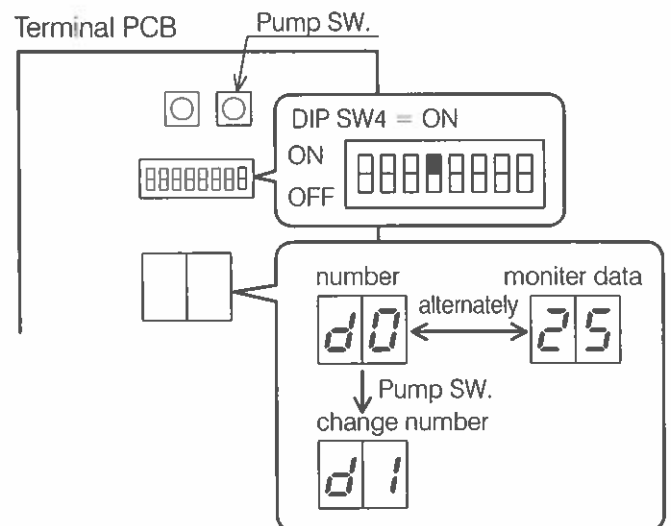 Terminal PCB
Pump SW.
DIP SW4 = ON
ON
OFF
number
moniter data
d0
alternately
25
Pump SW.
change number
d1